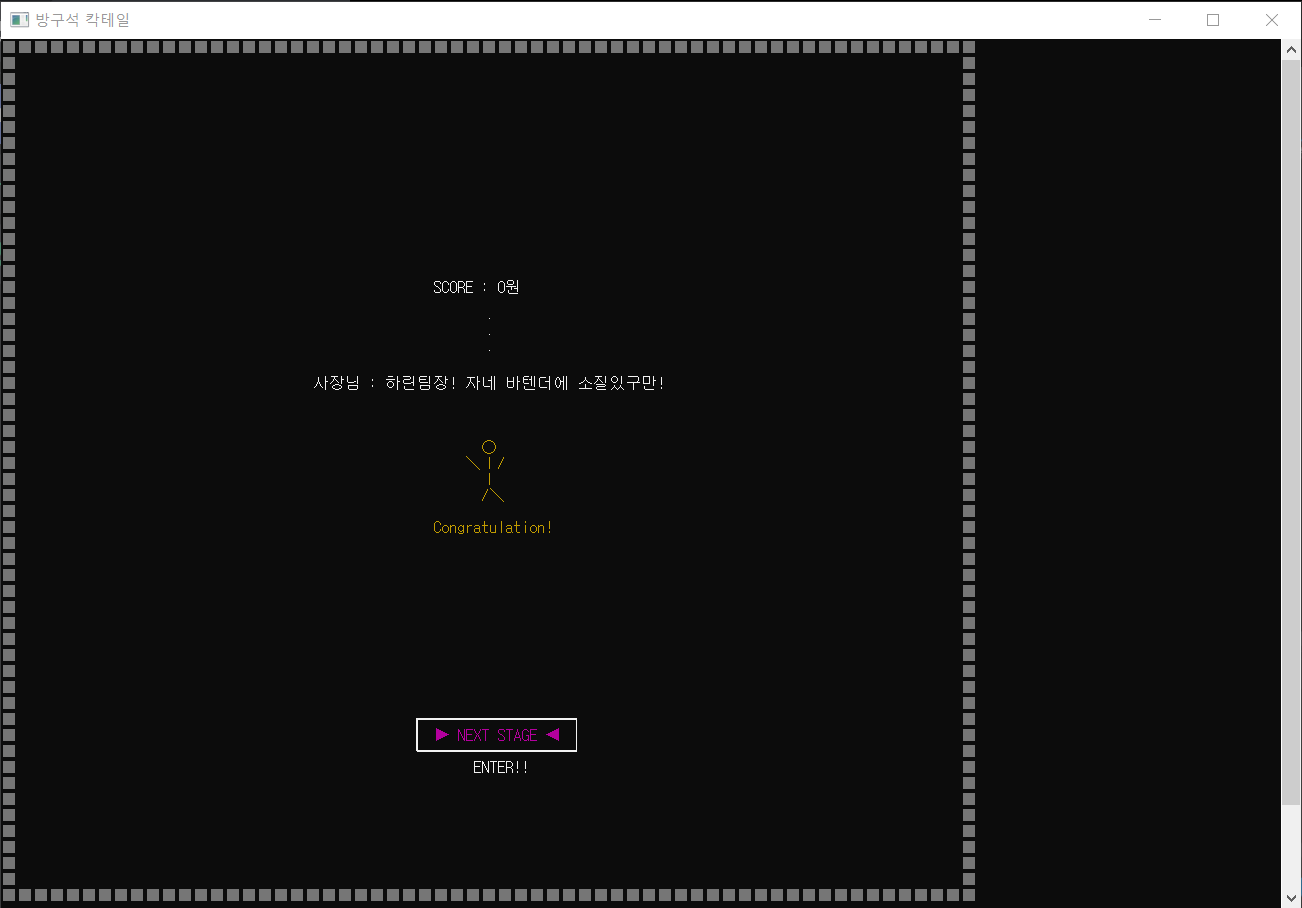 방구석 칵테일
SCORE : 0원
.
.
.
사장님 : 하린팀장! 자네 바텐더에 소질있구만!
Congratulation!
▶ NEXT STAGE ◀
ENTER!!